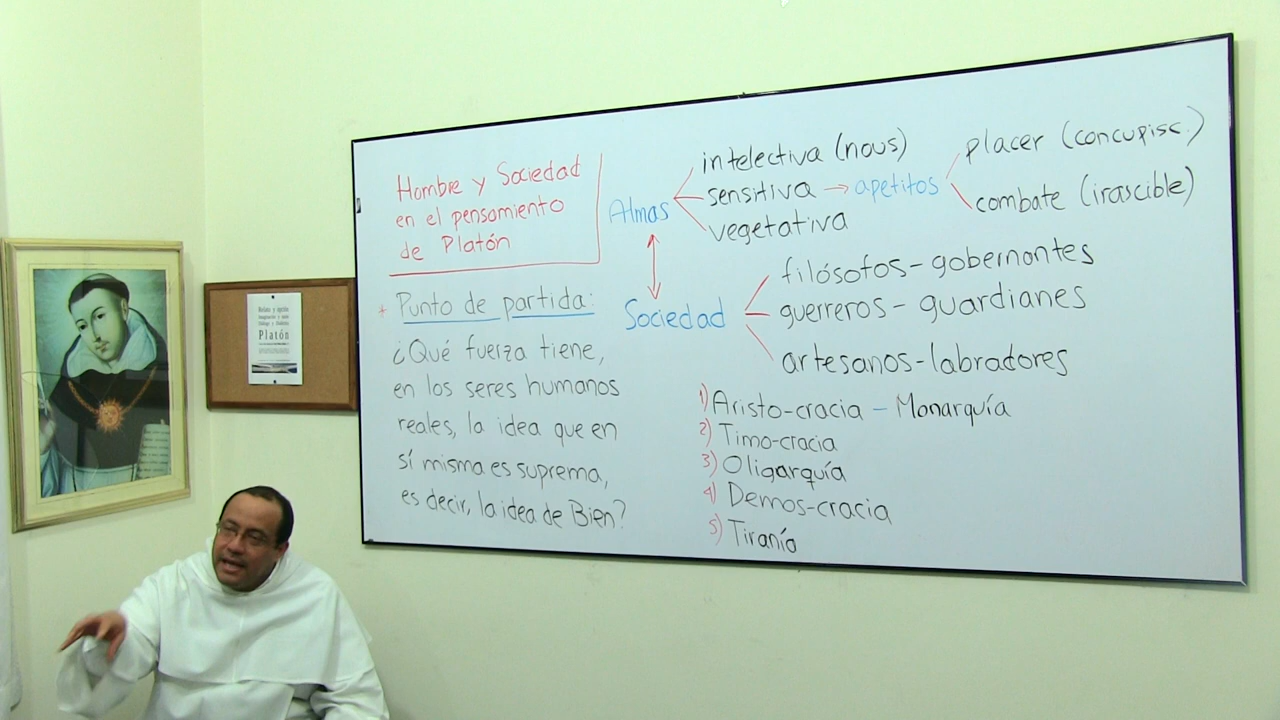 Hombre y Sociedad
en el pensamiento
de Platón
* Punto de partida:
¿Qué fuerza tiene,
en los seres humanos
reales, la idea que en
sí misma es suprema,
es decir, la idea de Bien?
Almas
intelectiva (nous)
sensitiva → apetitos
vegetativa
placer (concupisc.)
combate (irascible)
Sociedad
filósofos - gobernantes
guerreros - guardianes
artesanos - labradores
1) Aristo-cracia - Monarquía
2) Timo-cracia
3) Oligarquía
4) Demos-cracia
5) Tiranía
Platón